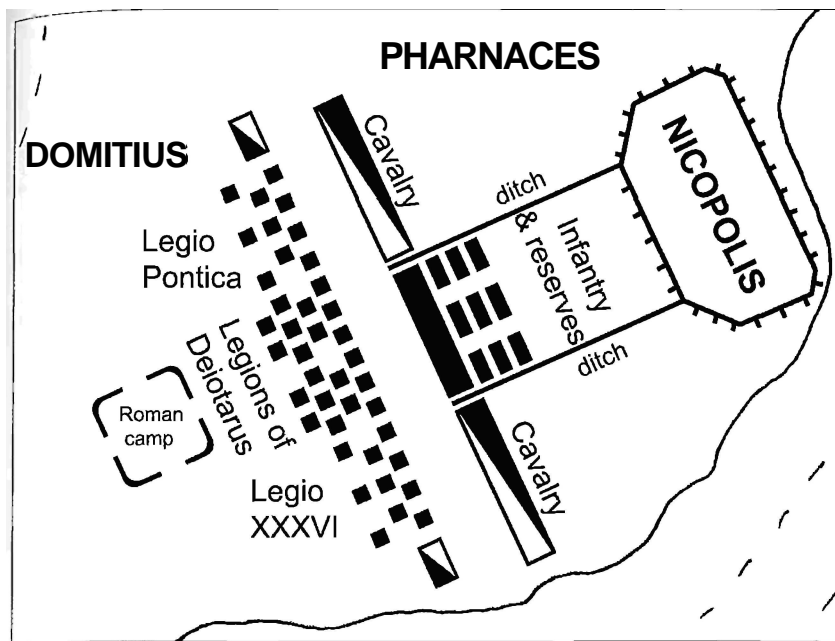 PHARNACES
DOMITIUS
Cavalry
NICOPOLIS
ditch
Infantry
& reserves
ditch
Legio
Pontica
Legions of
Deiotarus
Roman
camp
Legio
XXXVI
Cavalry